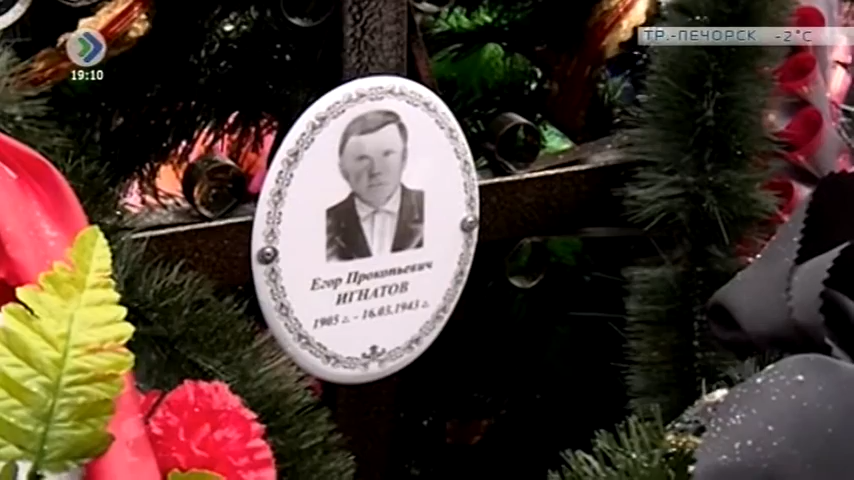 19:10
ТР.-ПЕЧОРСК -2°C
Егор Прокопьевич
ИГНАТОВ
1905 г. - 16.03.1943 г.